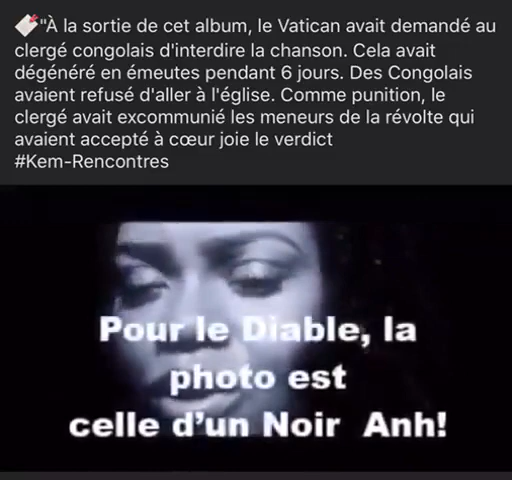 "À la sortie de cet album, le Vatican avait demandé au
clergé congolais d'interdire la chanson. Cela avait
dégénéré en émeutes pendant 6 jours. Des Congolais
avaient refusé d'aller à l'église. Comme punition, le
clergé avait excommunié les meneurs de la révolte qui
avaient accepté à cœur joie le verdict
#Kem-Rencontres
Pour le Diable, la
photo est
celle d'un Noir Anh!